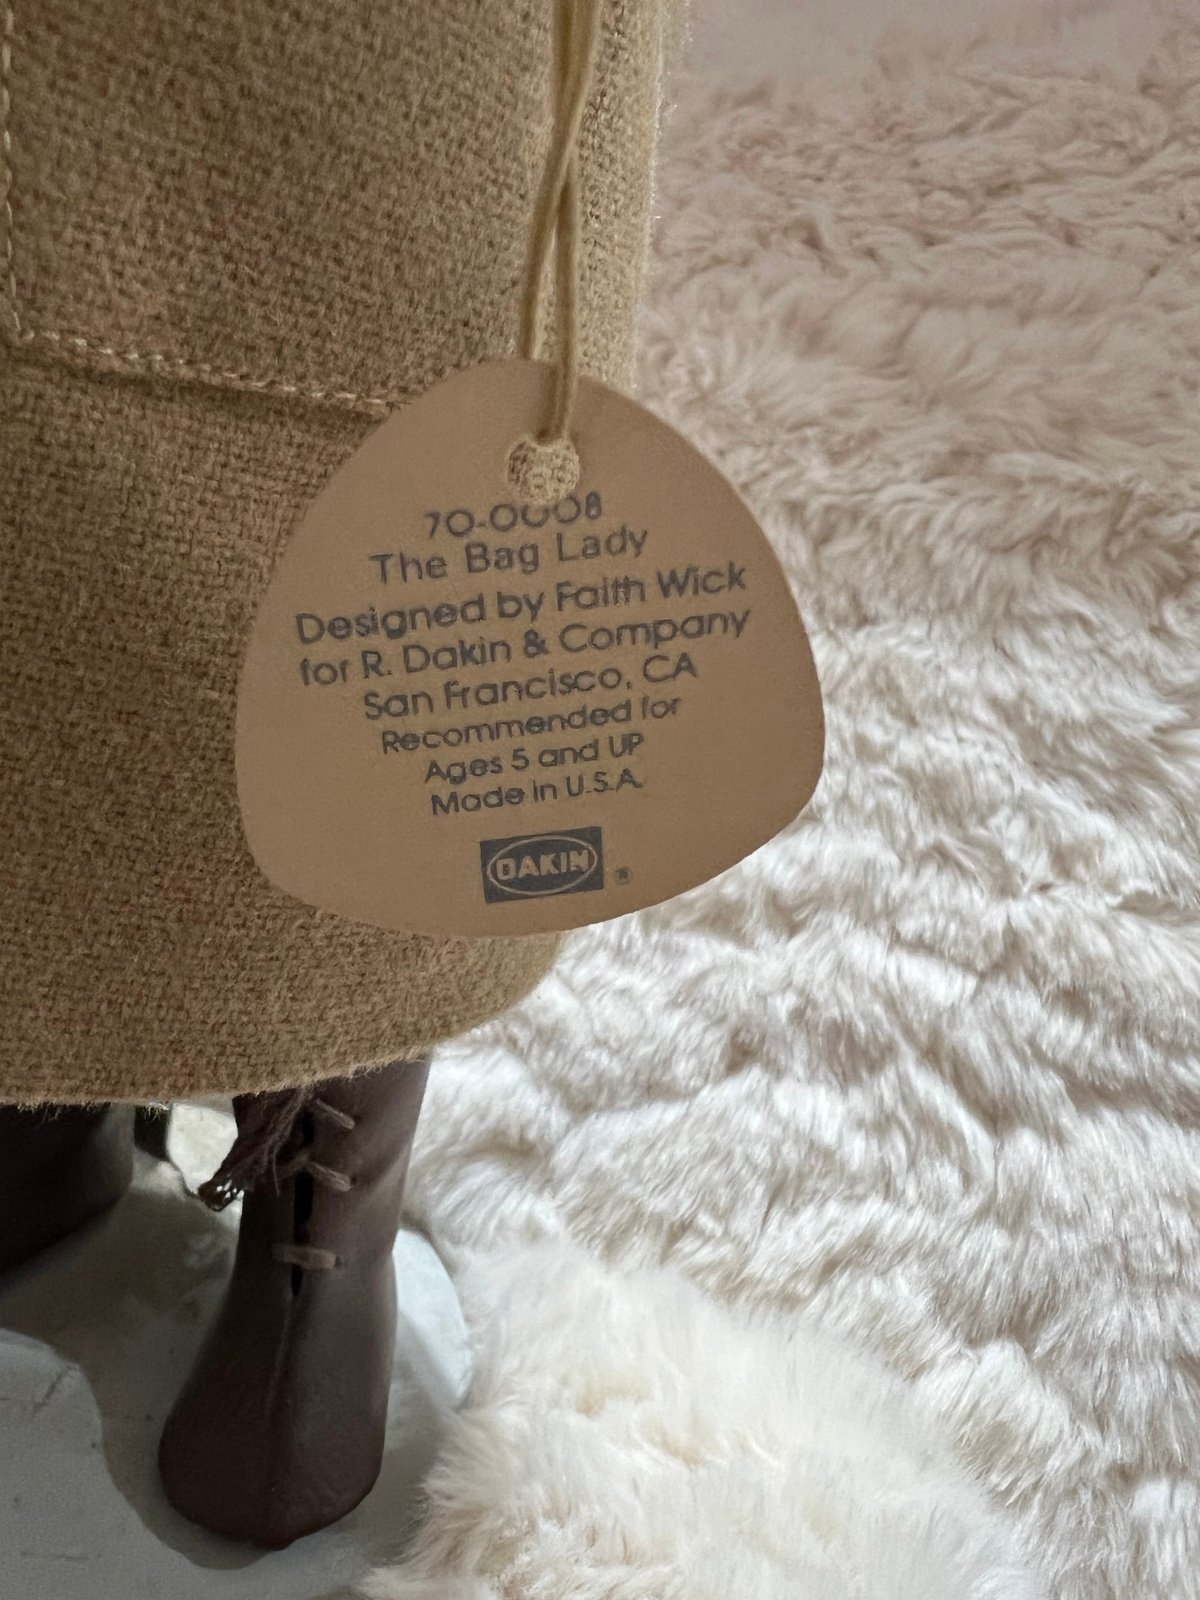 70-0008
The Bag Lady
Designed by Faith Wick
for R. Dakin & Company
San Francisco, CA
Recommended for
Ages 5 and UP
Made in U.S.A.
DAKIN